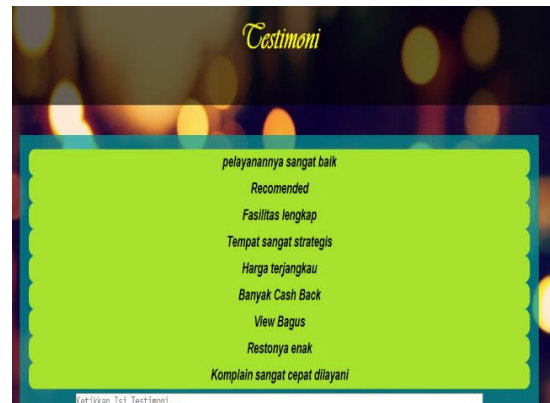 Testimoni
pelayanannya sangat baik
Recomended
Fasilitas lengkap
Tempat sangat strategis
Harga terjangkau
Banyak Cash Back
View Bagus
Restonya enak
Komplain sangat cepat dilayani
Ketikkan Isi Testimoni